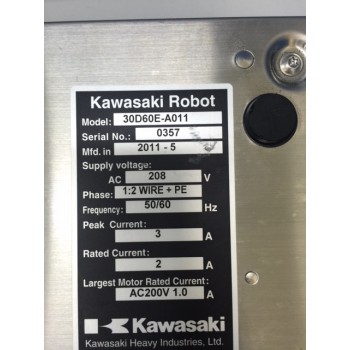 Kawasaki Robot
Model: 30D60E-A011
Serial No.: 0357
Mfd. in 2011 - 5
Supply voltage:
AC 208 V
Phase: 1:2 WIRE + PE
Frequency: 50/60 Hz
Peak Current:
3 A
Rated Current:
2 A
Largest Motor Rated Current:
AC200V 1.0 A
Kawasaki
Kawasaki Heavy Industries, Ltd.